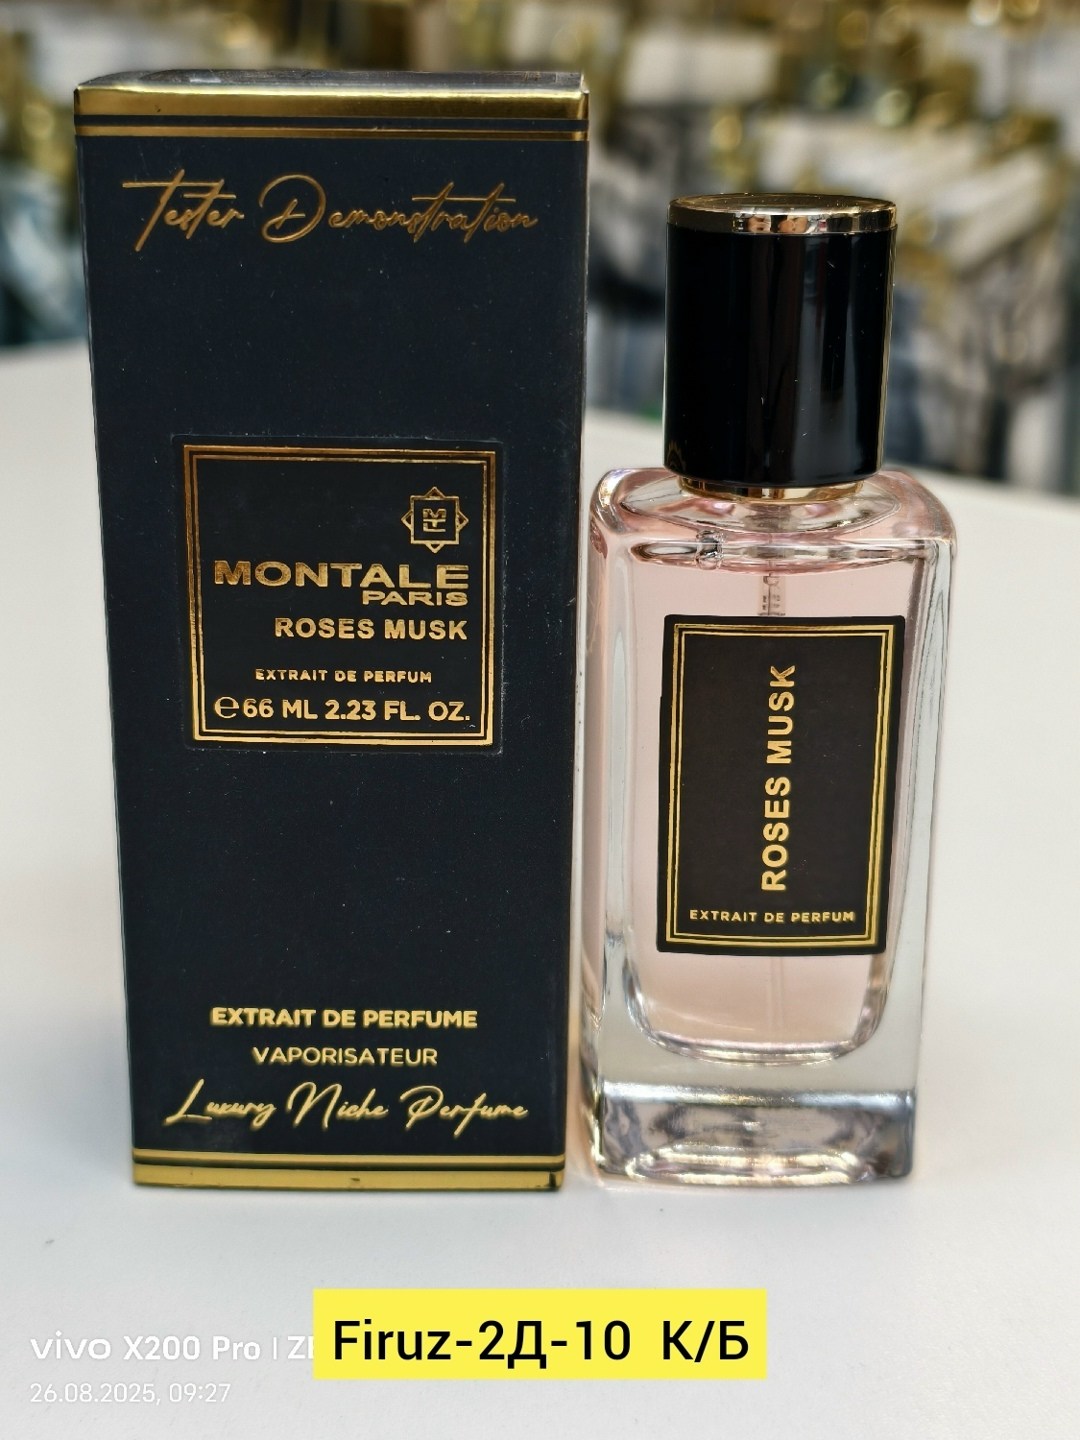 Tester Demonstration
MONTALE
PARIS
ROSES MUSK
EXTRAIT DE PERFUM
℮66 ML 2.23 FL. OZ.
EXTRAIT DE PERFUME
VAPORISATEUR
Luxury Niche Perfume
ROSES MUSK
EXTRAIT DE PERFUM
Firuz-2Д-10 К/Б
vivo X200 Pro |
26.08.2025, 09:27